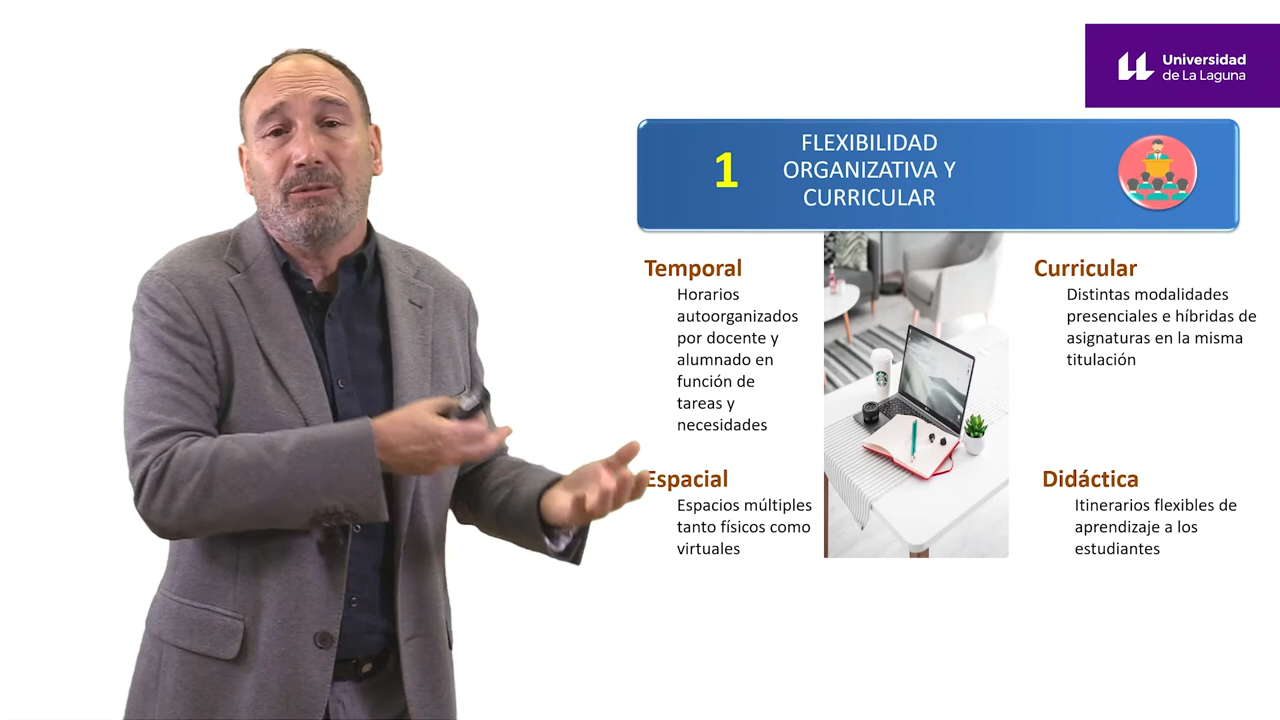 Universidad
de La Laguna
1
FLEXIBILIDAD
ORGANIZATIVA Y
CURRICULAR
Temporal
Horarios
autoorganizados
por docente y
alumnado en
función de
tareas y
necesidades
Espacial
Espacios múltiples
tanto físicos como
virtuales
Curricular
Distintas modalidades
presenciales e híbridas de
asignaturas en la misma
titulación
Didáctica
Itinerarios flexibles de
aprendizaje a los
estudiantes